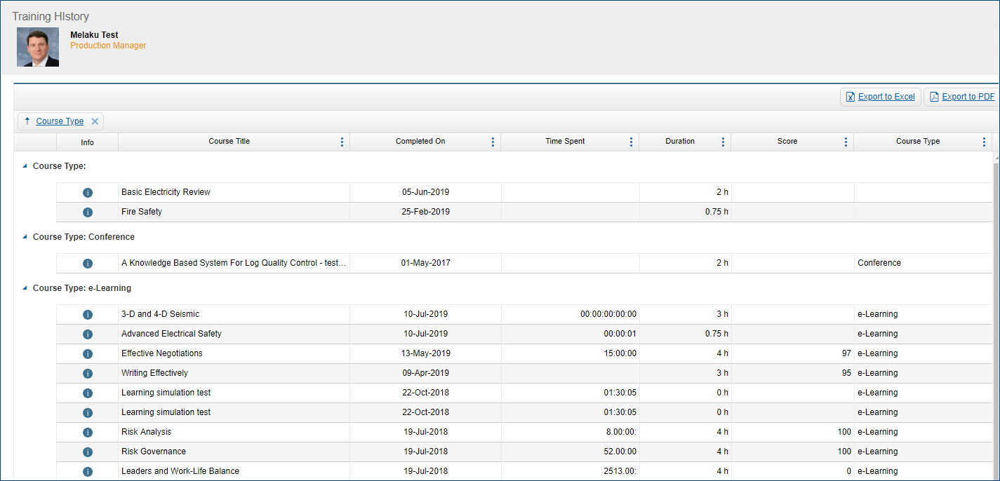 Training HIstory
Melaku Test
Production Manager
Export to Excel Export to PDF
Course Type
Info Course Title Completed On Time Spent Duration Score Course Type
Course Type:
Basic Electricity Review 05-Jun-2019 2 h
Fire Safety 25-Feb-2019 0.75 h
Course Type: Conference
A Knowledge Based System For Log Quality Control - test... 01-May-2017 2 h Conference
Course Type: e-Learning
3-D and 4-D Seismic 10-Jul-2019 00:00:00:00:00 3 h e-Learning
Advanced Electrical Safety 10-Jul-2019 00:00:01 0.75 h e-Learning
Effective Negotiations 13-May-2019 15:00:00 4 h 97 e-Learning
Writing Effectively 09-Apr-2019 3 h 95 e-Learning
Learning simulation test 22-Oct-2018 01:30:05 0 h e-Learning
Learning simulation test 22-Oct-2018 01:30:05 0 h e-Learning
Risk Analysis 19-Jul-2018 8.00:00: 4 h 100 e-Learning
Risk Governance 19-Jul-2018 52.00:00 4 h 100 e-Learning
Leaders and Work-Life Balance 19-Jul-2018 2513.00: 4 h 0 e-Learning